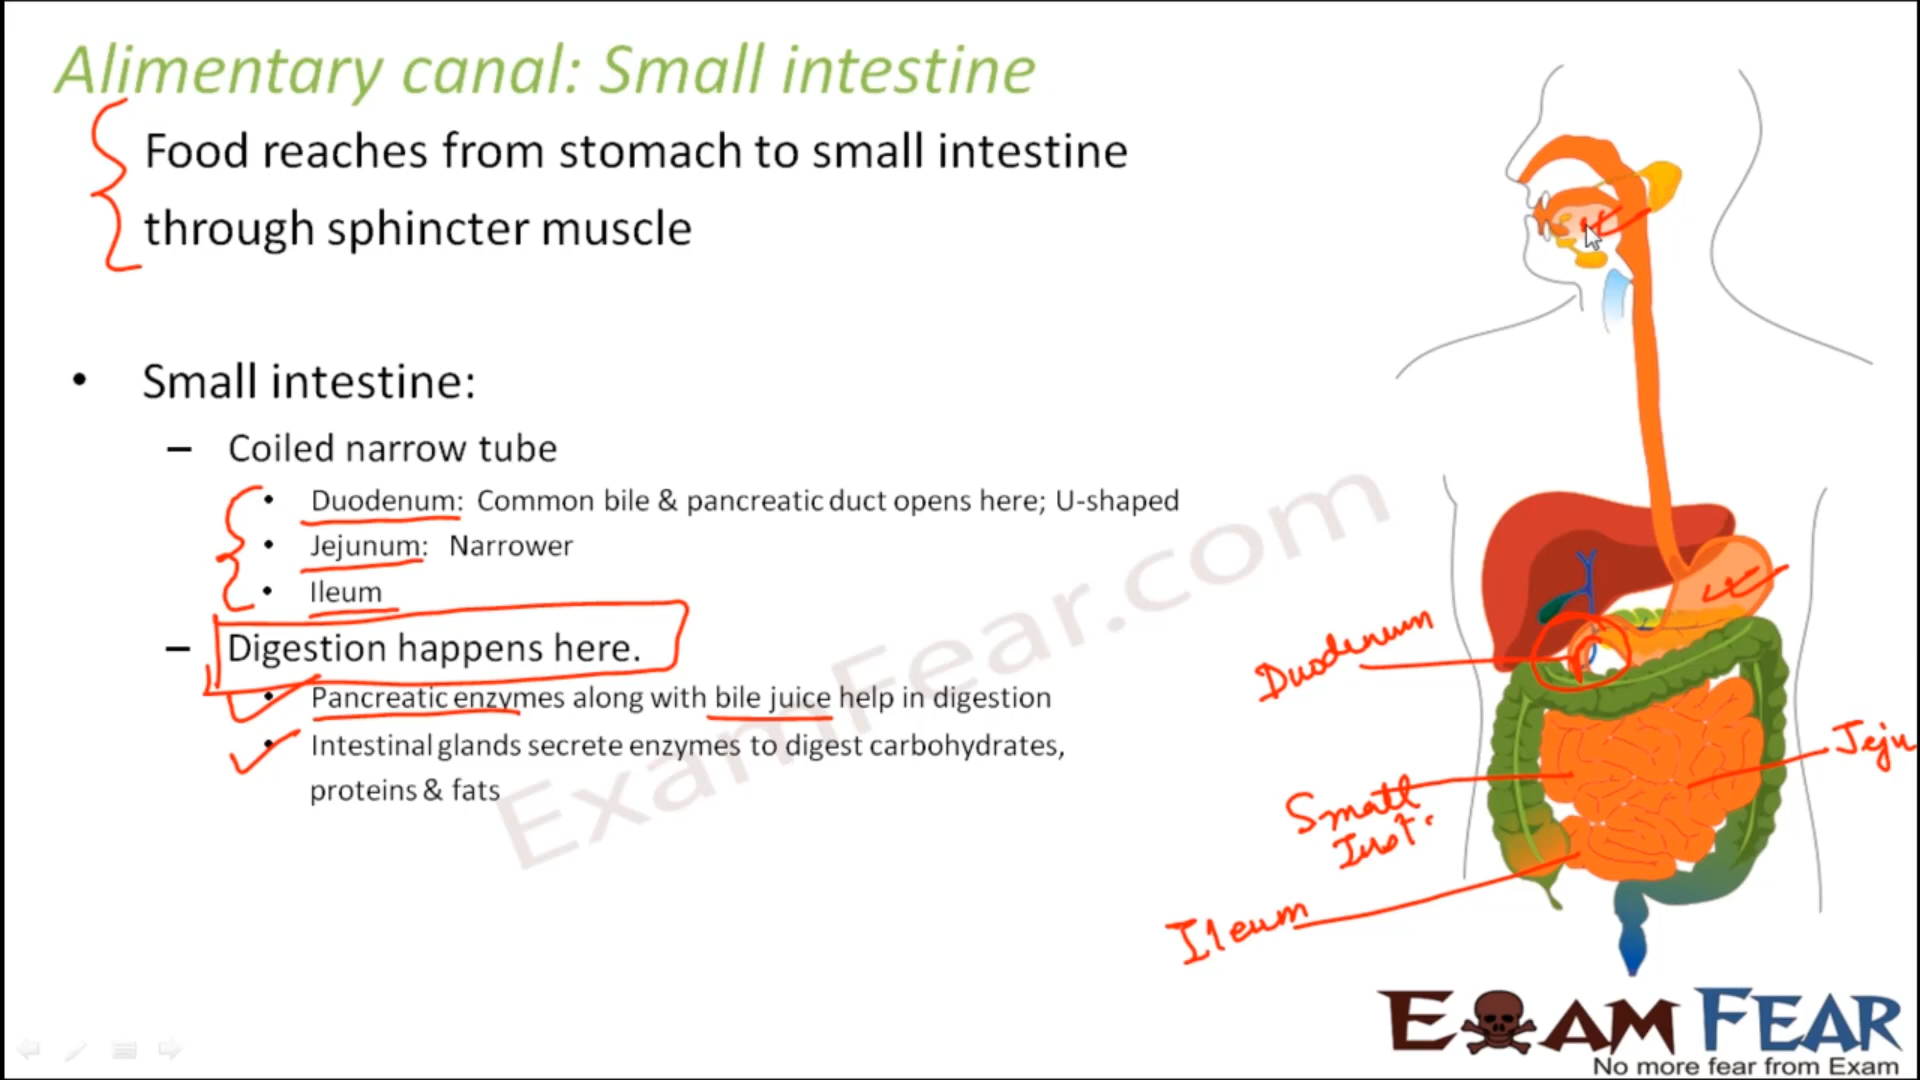 Alimentary canal: Small intestine
Food reaches from stomach to small intestine
through sphincter muscle
• Small intestine:
– Coiled narrow tube
• Duodenum: Common bile & pancreatic duct opens here; U-shaped
• Jejunum: Narrower
• Ileum
– Digestion happens here.
• Pancreatic enzymes along with bile juice help in digestion
• Intestinal glands secrete enzymes to digest carbohydrates,
proteins & fats
Duodenum
Jeju
Small
Inst.
Ileum
ExamFear.com
EXAM FEAR
No more fear from Exam